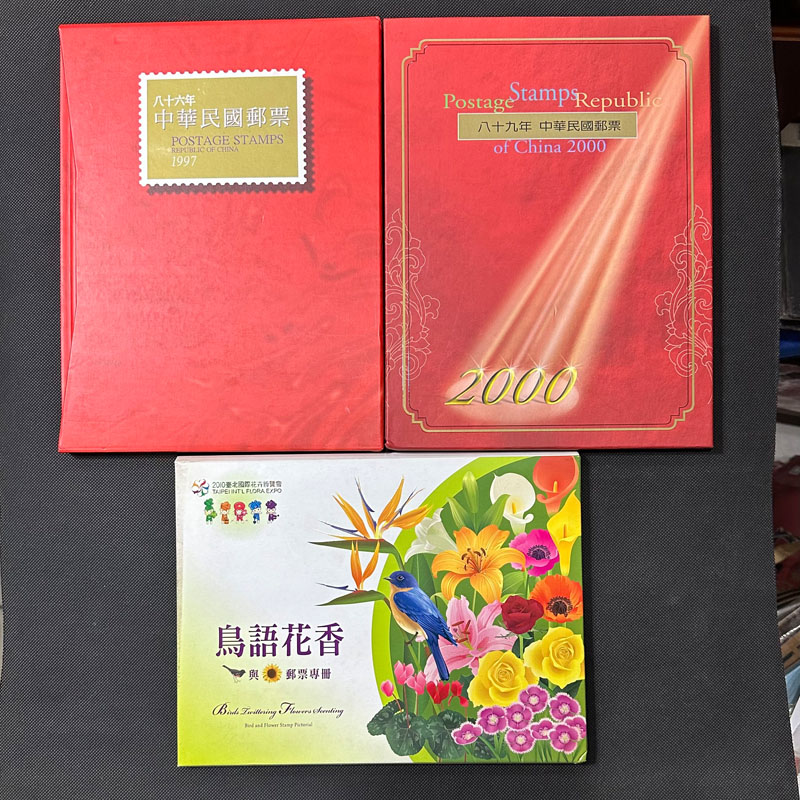 八十六年
中華民國郵票
POSTAGE STAMPS
REPUBLIC OF CHINA
1997
Postage Stamps Republic
八十九年 中華民國郵票
of China 2000
2000
2010臺北國際花卉博覽會
TAIPEI INT'L FLORA EXPO
鳥語花香
與 郵票專冊
Birds Twittering Flowers Scenting
Bird and Flower Stamp Pictorial